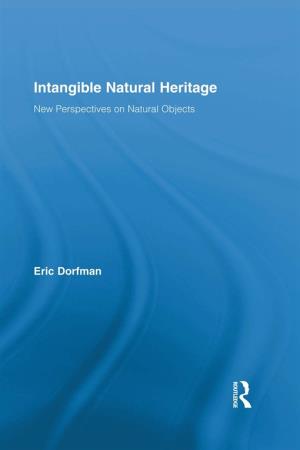 Intangible Natural Heritage
New Perspectives on Natural Objects
Eric Dorfman
ROUTLEDGE